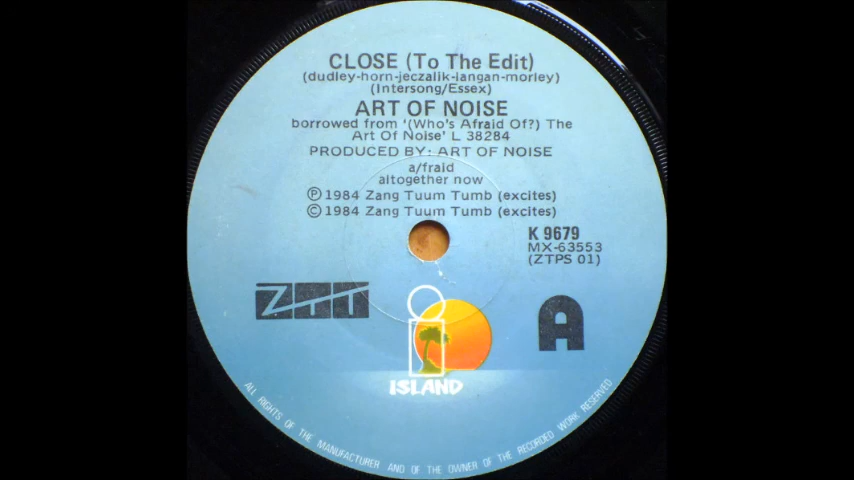 CLOSE (To The Edit)
(dudley-horn-jeczalik-langan-morley)
(Intersong/Essex)
ART OF NOISE
borrowed from '(Who's Afraid Of?) The
Art Of Noise' L 38284
PRODUCED BY: ART OF NOISE
a/fraid
altogether now
Ⓟ 1984 Zang Tuum Tumb (excites)
© 1984 Zang Tuum Tumb (excites)
K 9679
MX-63553
(ZTPS 01)
ZTT
A
i
ISLAND
ALL RIGHTS OF THE MANUFACTURER AND OF THE OWNER OF THE RECORDED WORK RESERVED